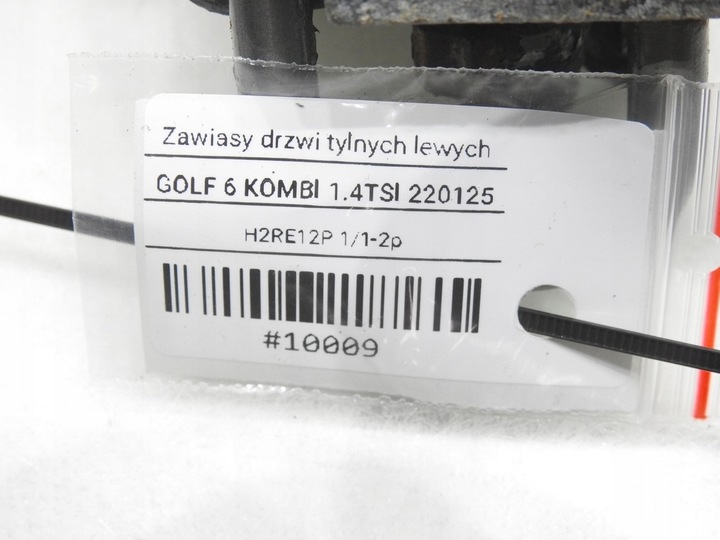 Zawiasy drzwi tylnych lewych
GOLF 6 KOMBI 1.4TSI 220125
H2RE12P 1/1-2p
#10009